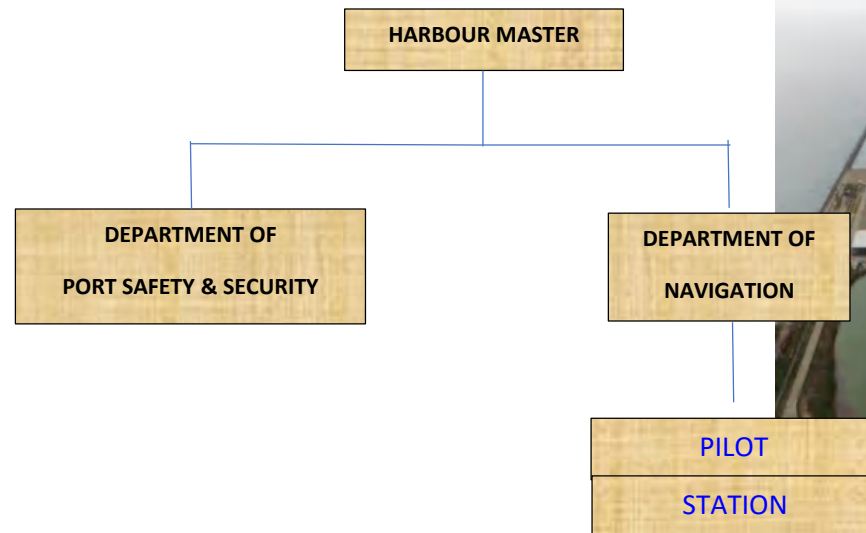 HARBOUR MASTER
DEPARTMENT OF
PORT SAFETY & SECURITY
DEPARTMENT OF
NAVIGATION
PILOT
STATION